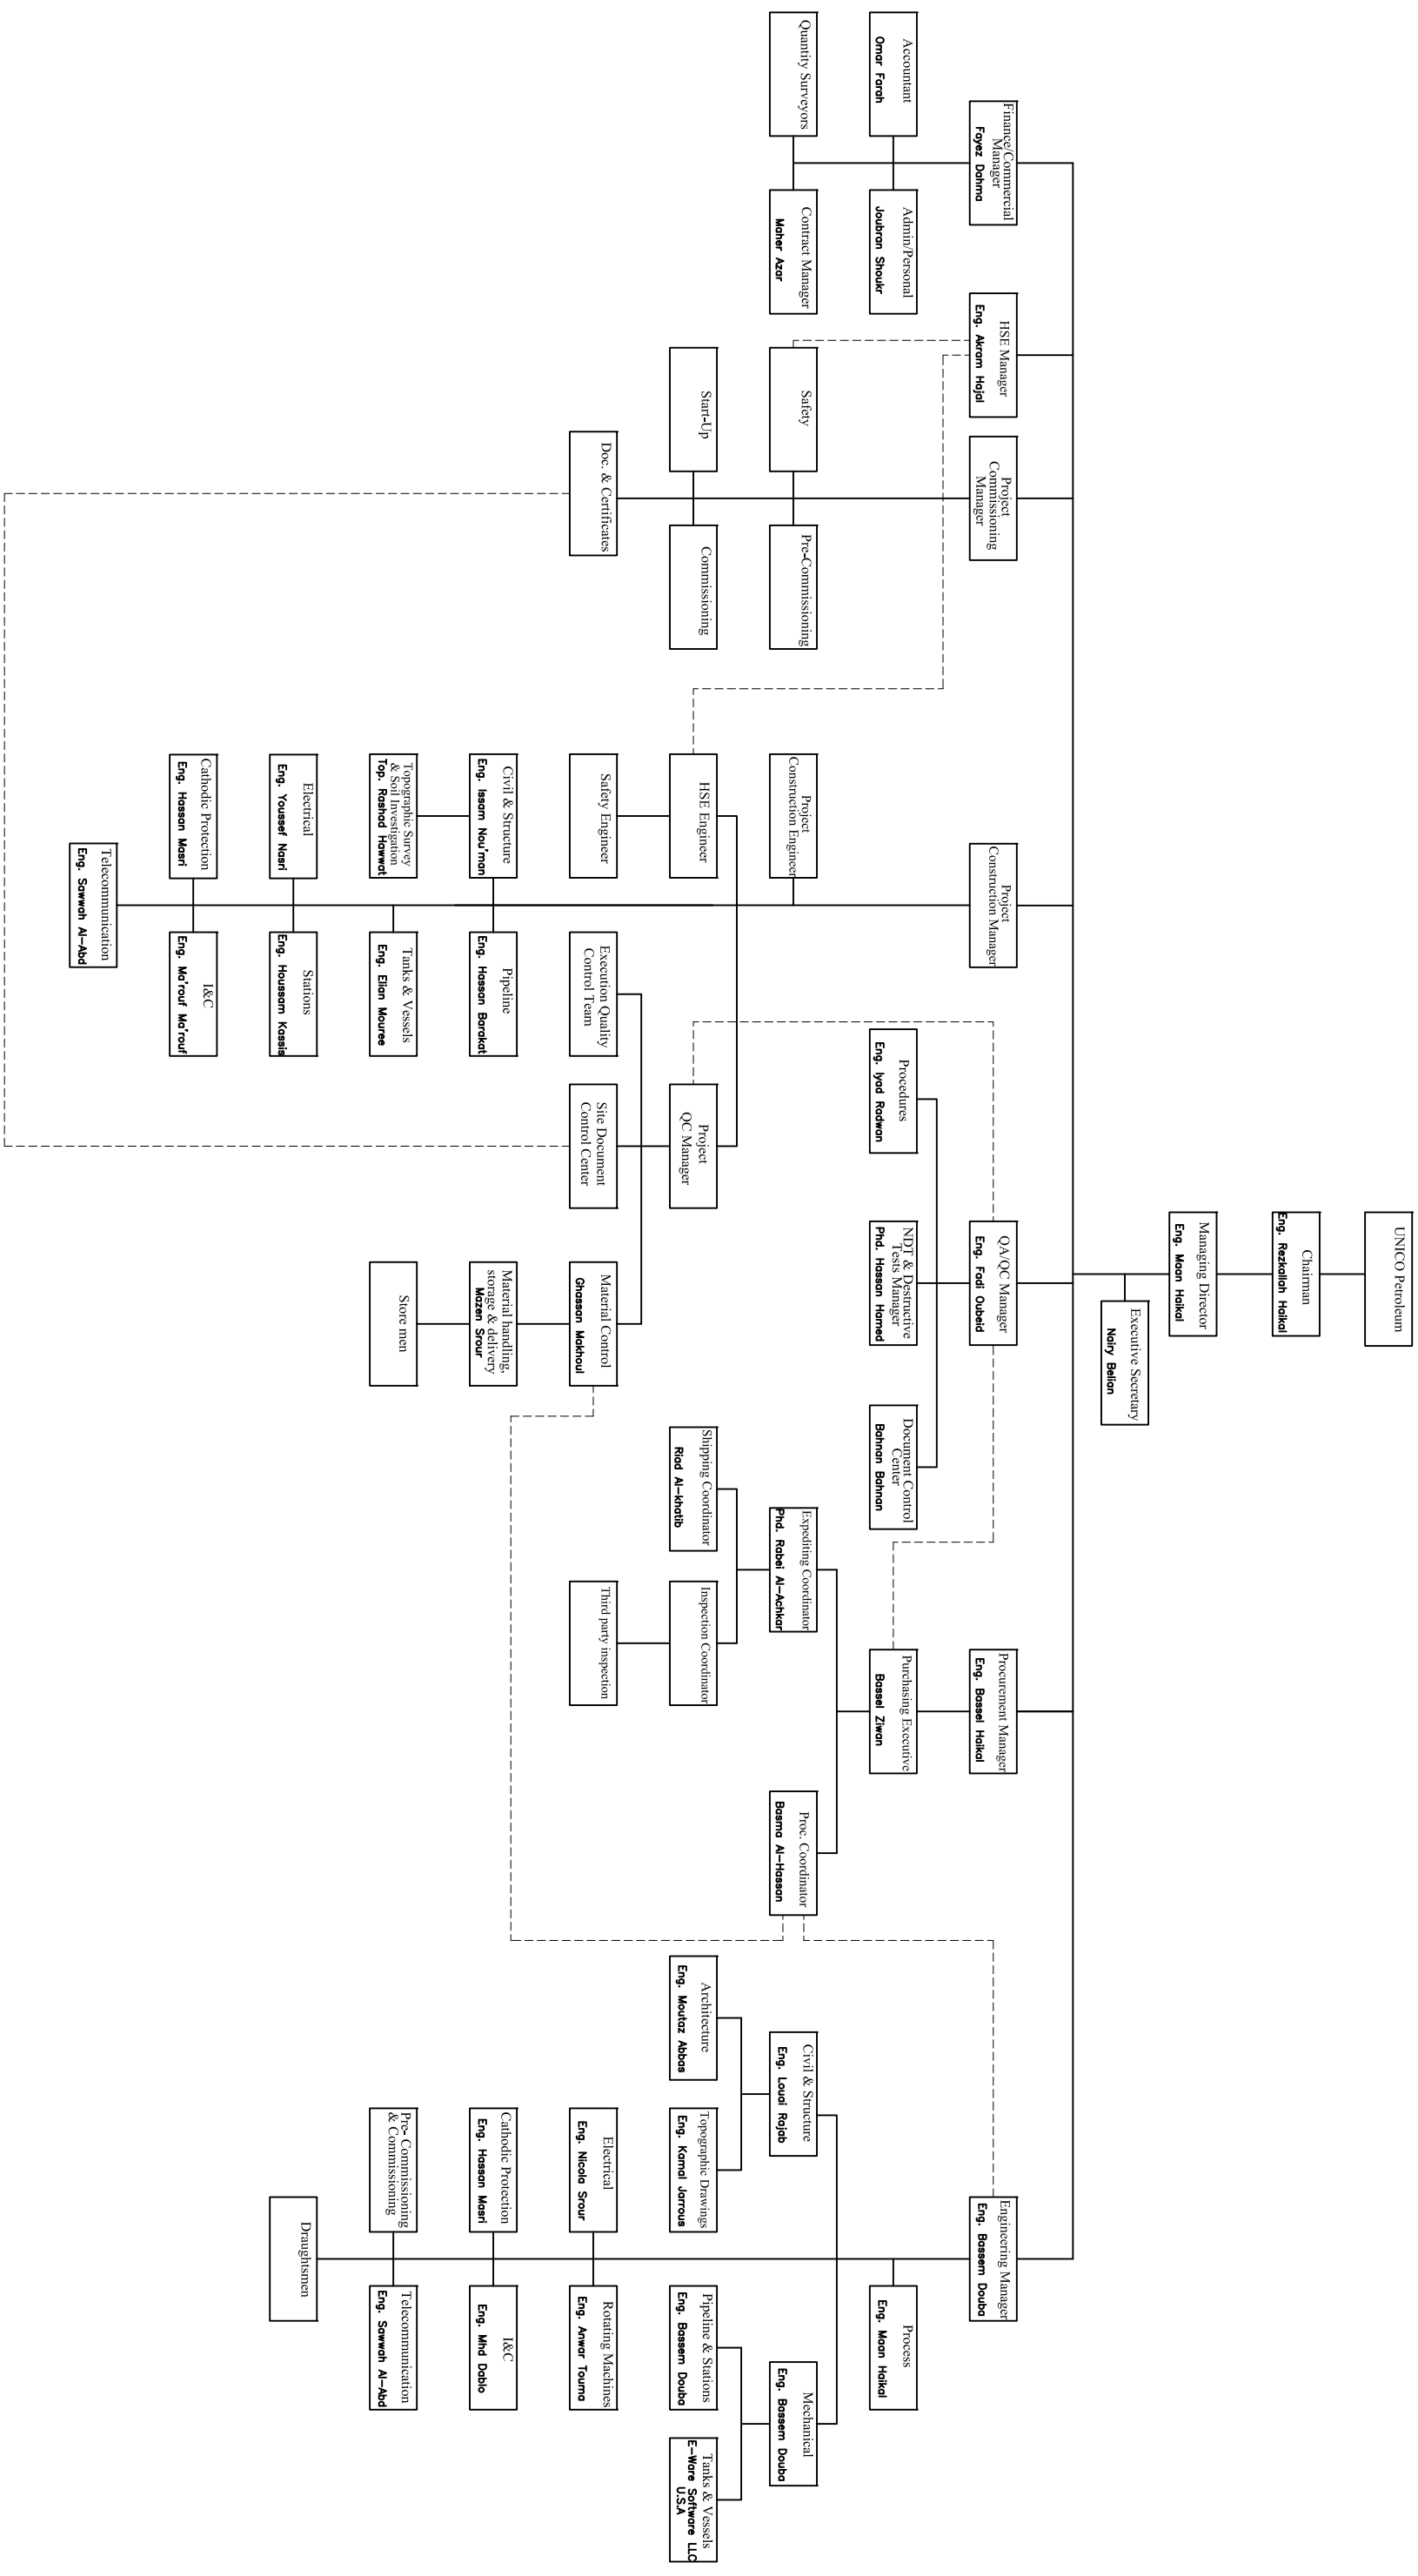 UNICO Petroleum
Chairman
Eng. Rezkallah Haikal
Managing Director
Eng. Maan Haikal
Executive Secretary
Nairy Belian
Finance/Commercial
Manager
Fayez Dahma
HSE Manager
Eng. Akram Hajal
Project
Commissioning
Manager
Project
Construction Manager
QA/QC Manager
Eng. Fadi Oubeid
Procurement Manager
Eng. Bassel Haikal
Engineering Manager
Eng. Bassem Douba
Accountant
Omar Farah
Admin/Personal
Joubran Shoukr
Procedures
Eng. Iyad Radwan
NDT & Destructive
Tests Manager
Phd. Hassan Hamed
Document Control
Center
Bahnan Bahnan
Purchasing Executive
Bassel Ziwan
Process
Eng. Maan Haikal
Quantity Surveyors
Contract Manager
Maher Azar
Safety
Pre-Commissioning
Project
Construction Engineer
Expediting Coordinator
Phd. Rabei Al-Achkar
Proc. Coordinator
Basma Al-Hassan
Civil & Structure
Eng. Louai Rajab
Mechanical
Eng. Bassem Douba
Start-Up
Commissioning
HSE Engineer
Project
QC Manager
Shipping Coordinator
Riad Al-khatib
Inspection Coordinator
Architecture
Eng. Moutaz Abbas
Topographic Drawings
Eng. Kamal Jarrous
Pipeline & Stations
Eng. Bassem Douba
Tanks & Vessels
E-Ware Software LLC
U.S.A
Doc. & Certificates
Safety Engineer
Execution Quality
Control Team
Site Document
Control Center
Material Control
Ghassan Makhoul
Third party inspection
Electrical
Eng. Nicola Srour
Rotating Machines
Eng. Anwar Touma
Civil & Structure
Eng. Issam Nou'man
Pipeline
Eng. Hassan Barakat
Material handling,
storage & delivery
Mazen Srour
Cathodic Protection
Eng. Hassan Masri
I&C
Eng. Mhd Dablo
Topographic Survey
& Soil Investigation
Top. Rashad Hawwat
Tanks & Vessels
Eng. Elian Mouree
Store men
Pre- Commissioning
& Commissioning
Telecommunication
Eng. Sawwah Al-Abd
Electrical
Eng. Youssef Nasri
Stations
Eng. Houssam Kassis
Draughtsmen
Cathodic Protection
Eng. Hassan Masri
I&C
Eng. Ma'rouf Ma'rouf
Telecommunication
Eng. Sawwah Al-Abd